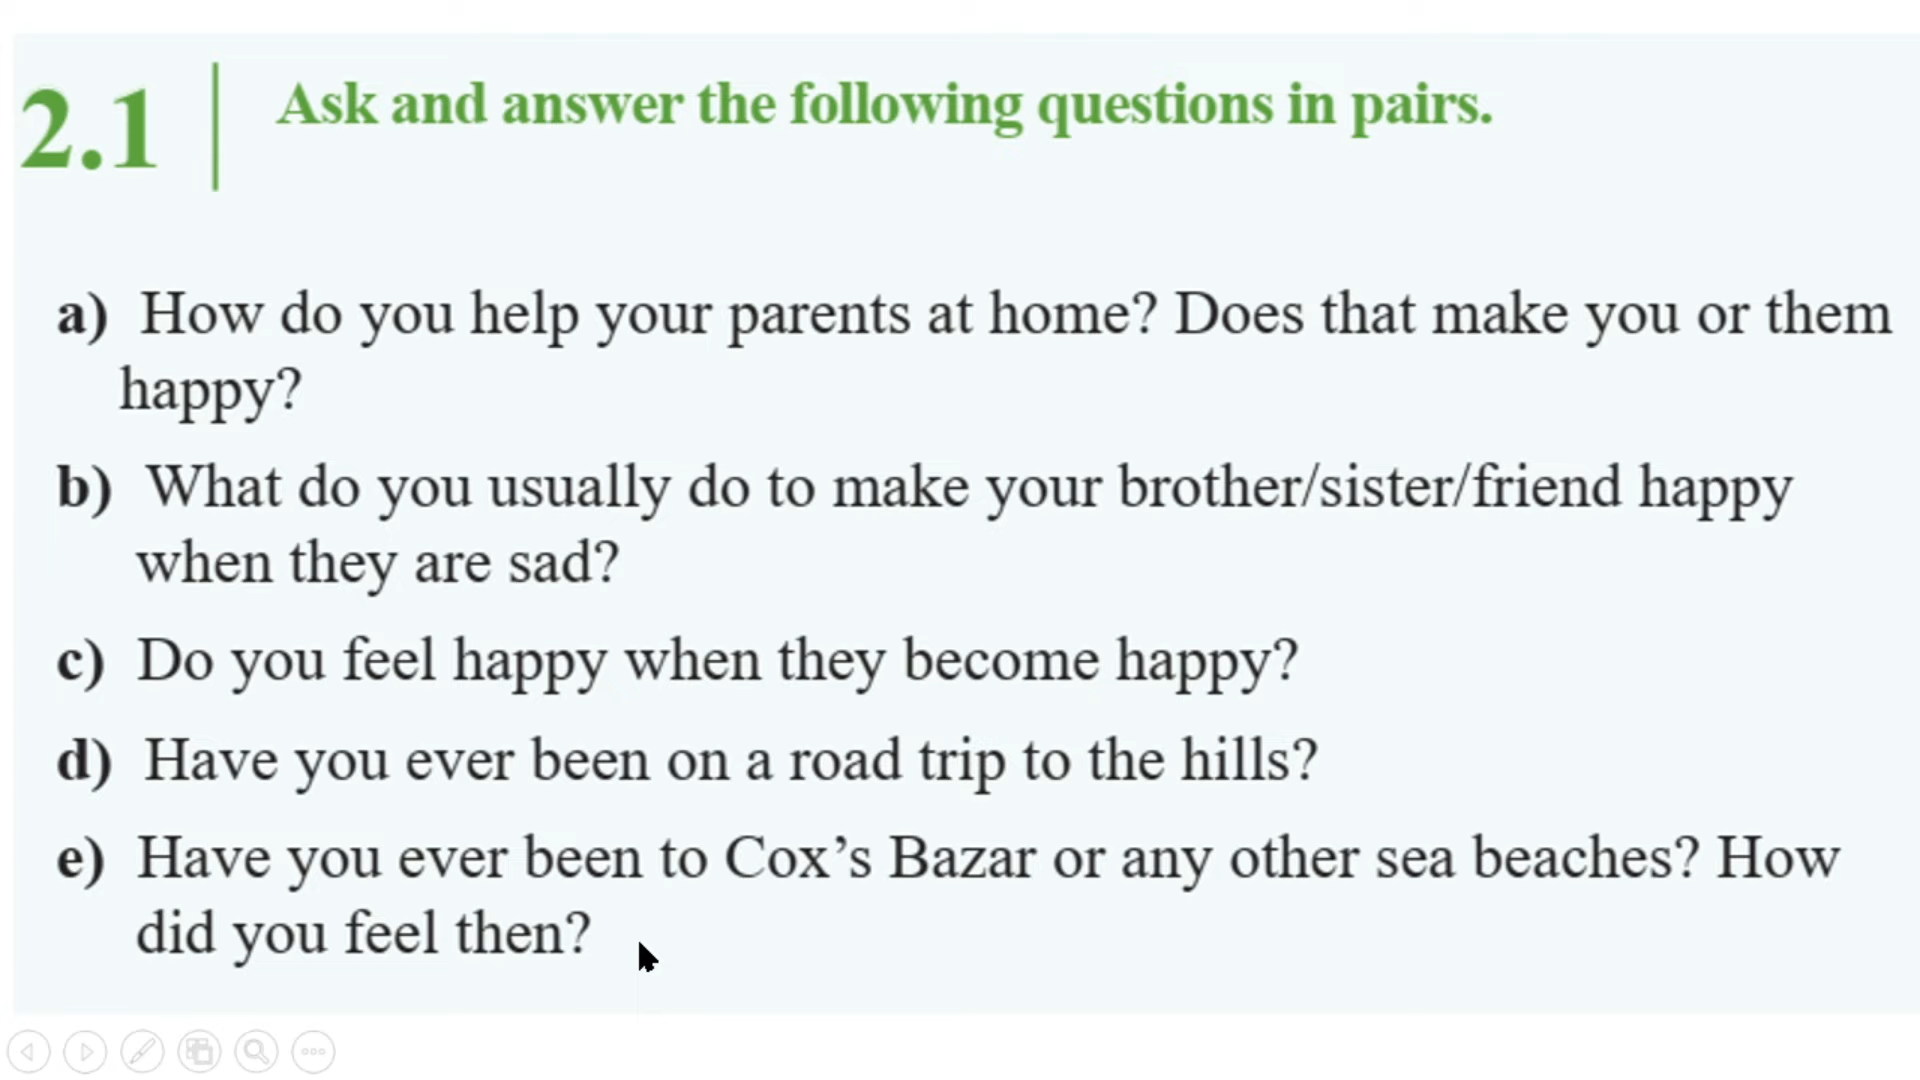 2.1 Ask and answer the following questions in pairs.
a) How do you help your parents at home? Does that make you or them
happy?
b) What do you usually do to make your brother/sister/friend happy
when they are sad?
c) Do you feel happy when they become happy?
d) Have you ever been on a road trip to the hills?
e) Have you ever been to Cox’s Bazar or any other sea beaches? How
did you feel then?